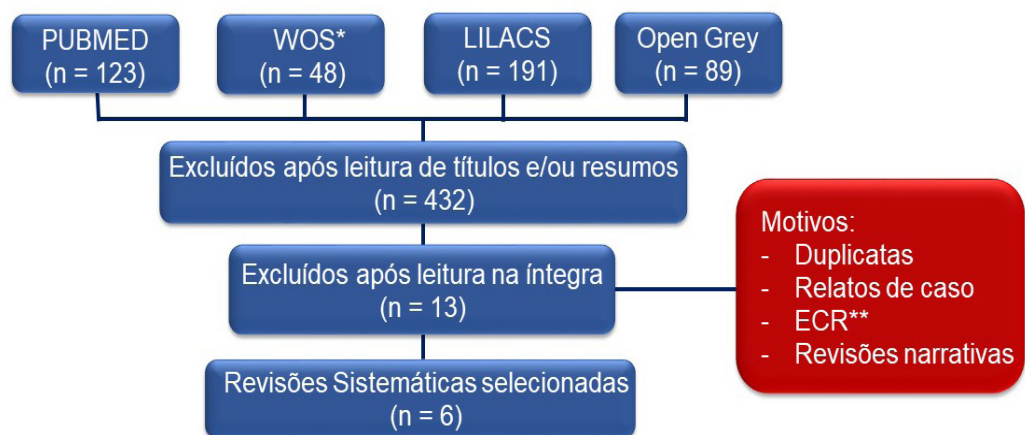 PUBMED
(n = 123)
WOS*
(n = 48)
LILACS
(n = 191)
Open Grey
(n = 89)
Excluídos após leitura de títulos e/ou resumos
(n = 432)
Excluídos após leitura na íntegra
(n = 13)
Motivos:
- Duplicatas
- Relatos de caso
- ECR**
- Revisões narrativas
Revisões Sistemáticas selecionadas
(n = 6)